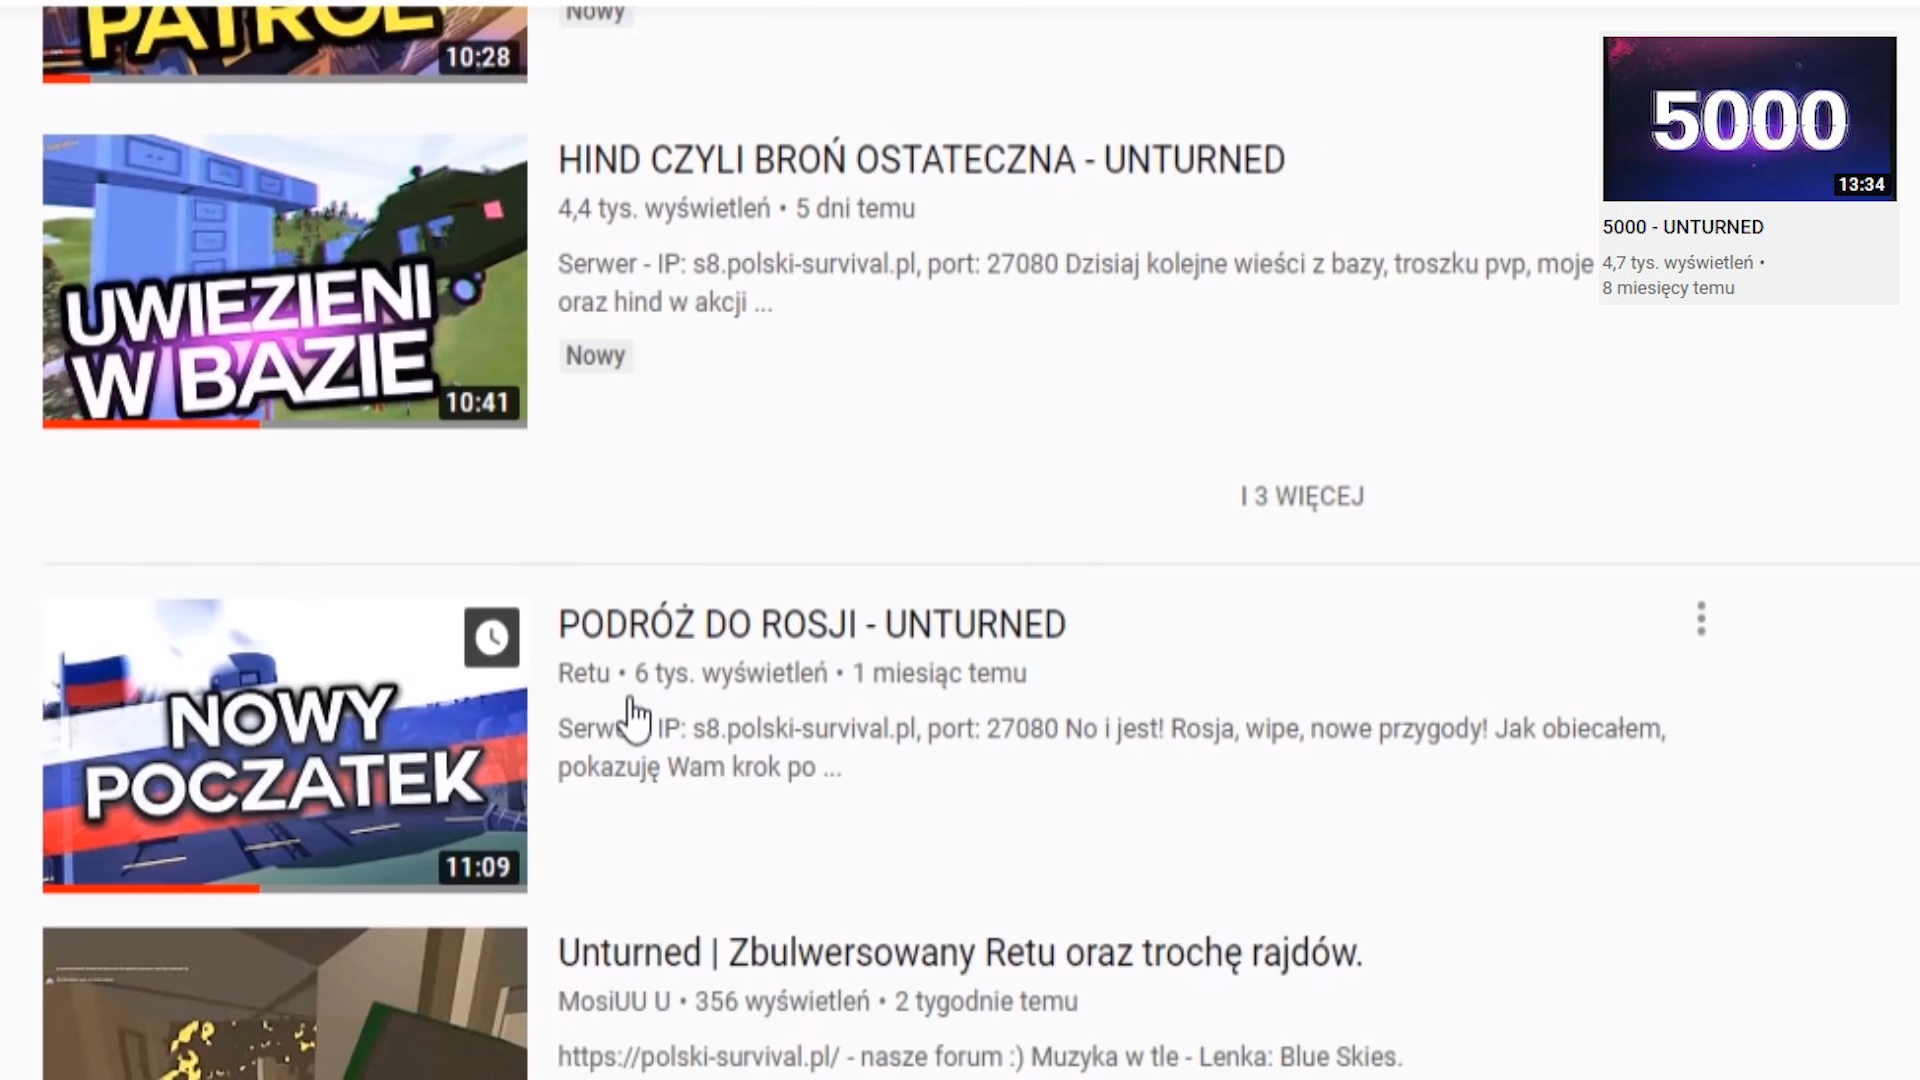 PATROL
10:28
Nowy
5000
13:34
5000 - UNTURNED
4,7 tys. wyświetleń •
8 miesięcy temu
UWIEZIENI
W BAZIE
10:41
HIND CZYLI BROŃ OSTATECZNA - UNTURNED
4,4 tys. wyświetleń • 5 dni temu
Serwer - IP: s8.polski-survival.pl, port: 27080 Dzisiaj kolejne wieści z bazy, troszku pvp, moje
oraz hind w akcji ...
Nowy
I 3 WIĘCEJ
NOWY
POCZATEK
11:09
PODRÓŻ DO ROSJI - UNTURNED
Retu • 6 tys. wyświetleń • 1 miesiąc temu
IP: s8.polski-survival.pl, port: 27080 No i jest! Rosja, wipe, nowe przygody! Jak obiecałem,
pokazuję Wam krok po ...
Unturned | Zbulwersowany Retu oraz trochę rajdów.
MosiUU U • 356 wyświetleń • 2 tygodnie temu
https://polski-survival.pl/ - nasze forum :) Muzyka w tle - Lenka: Blue Skies.